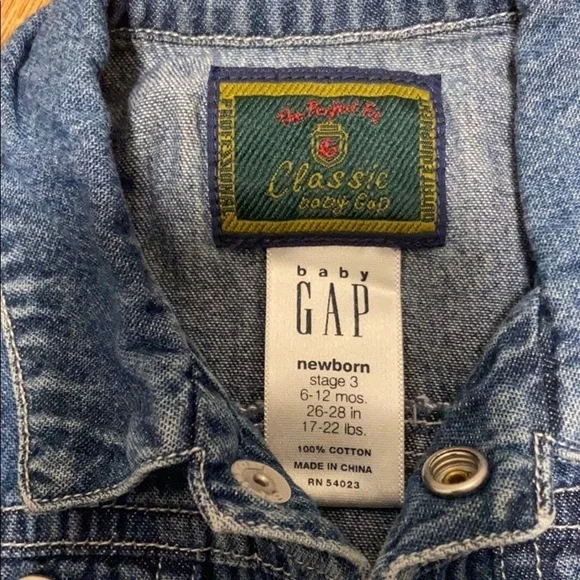 The Perfect Fit
PROFESSIONAL
Classic
baby Gap
baby
GAP
newborn
stage 3
6-12 mos.
26-28 in
17-22 lbs.
100% COTTON
MADE IN CHINA
RN 54023